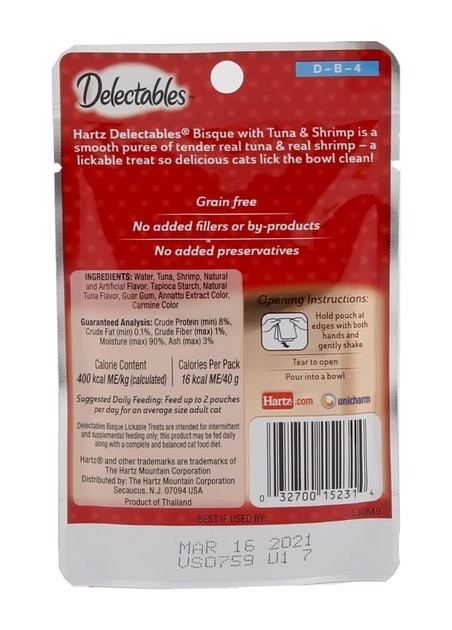 D-B-4
Delectables™
Hartz Delectables® Bisque with Tuna & Shrimp is a
smooth puree of tender real tuna & real shrimp – a
lickable treat so delicious cats lick the bowl clean!
Grain free
No added fillers or by-products
No added preservatives
INGREDIENTS: Water, Tuna, Shrimp, Natural
and Artificial Flavor, Tapioca Starch, Natural
Tuna Flavor, Guar Gum, Annatto Extract Color,
Carmine Color
Guaranteed Analysis: Crude Protein (min) 8%,
Crude Fat (min) 0.1%, Crude Fiber (max) 1%,
Moisture (max) 90%, Ash (max) 3%
Calorie Content
400 kcal ME/kg (calculated)
Calories Per Pack
16 kcal ME/40 g
Suggested Daily Feeding: Feed up to 2 pouches
per day for an average size adult cat
Delectables Bisque Lickable Treats are intended for intermittent
and supplemental feeding only; this product may be fed daily
along with a complete and balanced cat food diet.
Hartz® and other trademarks are trademarks of
The Hartz Mountain Corporation
Distributed by: The Hartz Mountain Corporation
Secaucus, N.J. 07094 USA
Product of Thailand
Opening Instructions:
Hold pouch at
edges with both
hands and
gently shake
Tear to open
Pour into a bowl
Hartz.com
unicharm
0 32700 15231 4
530849
BEST IF USED BY:
MAR 16 2021
VS0759 U1 7